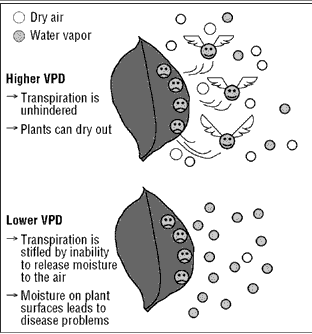 Dry air
Water vapor
Higher VPD
→ Transpiration is
unhindered
→ Plants can dry out
Lower VPD
→ Transpiration is
stifled by inability
to release moisture
to the air
→ Moisture on plant
surfaces leads to
disease problems